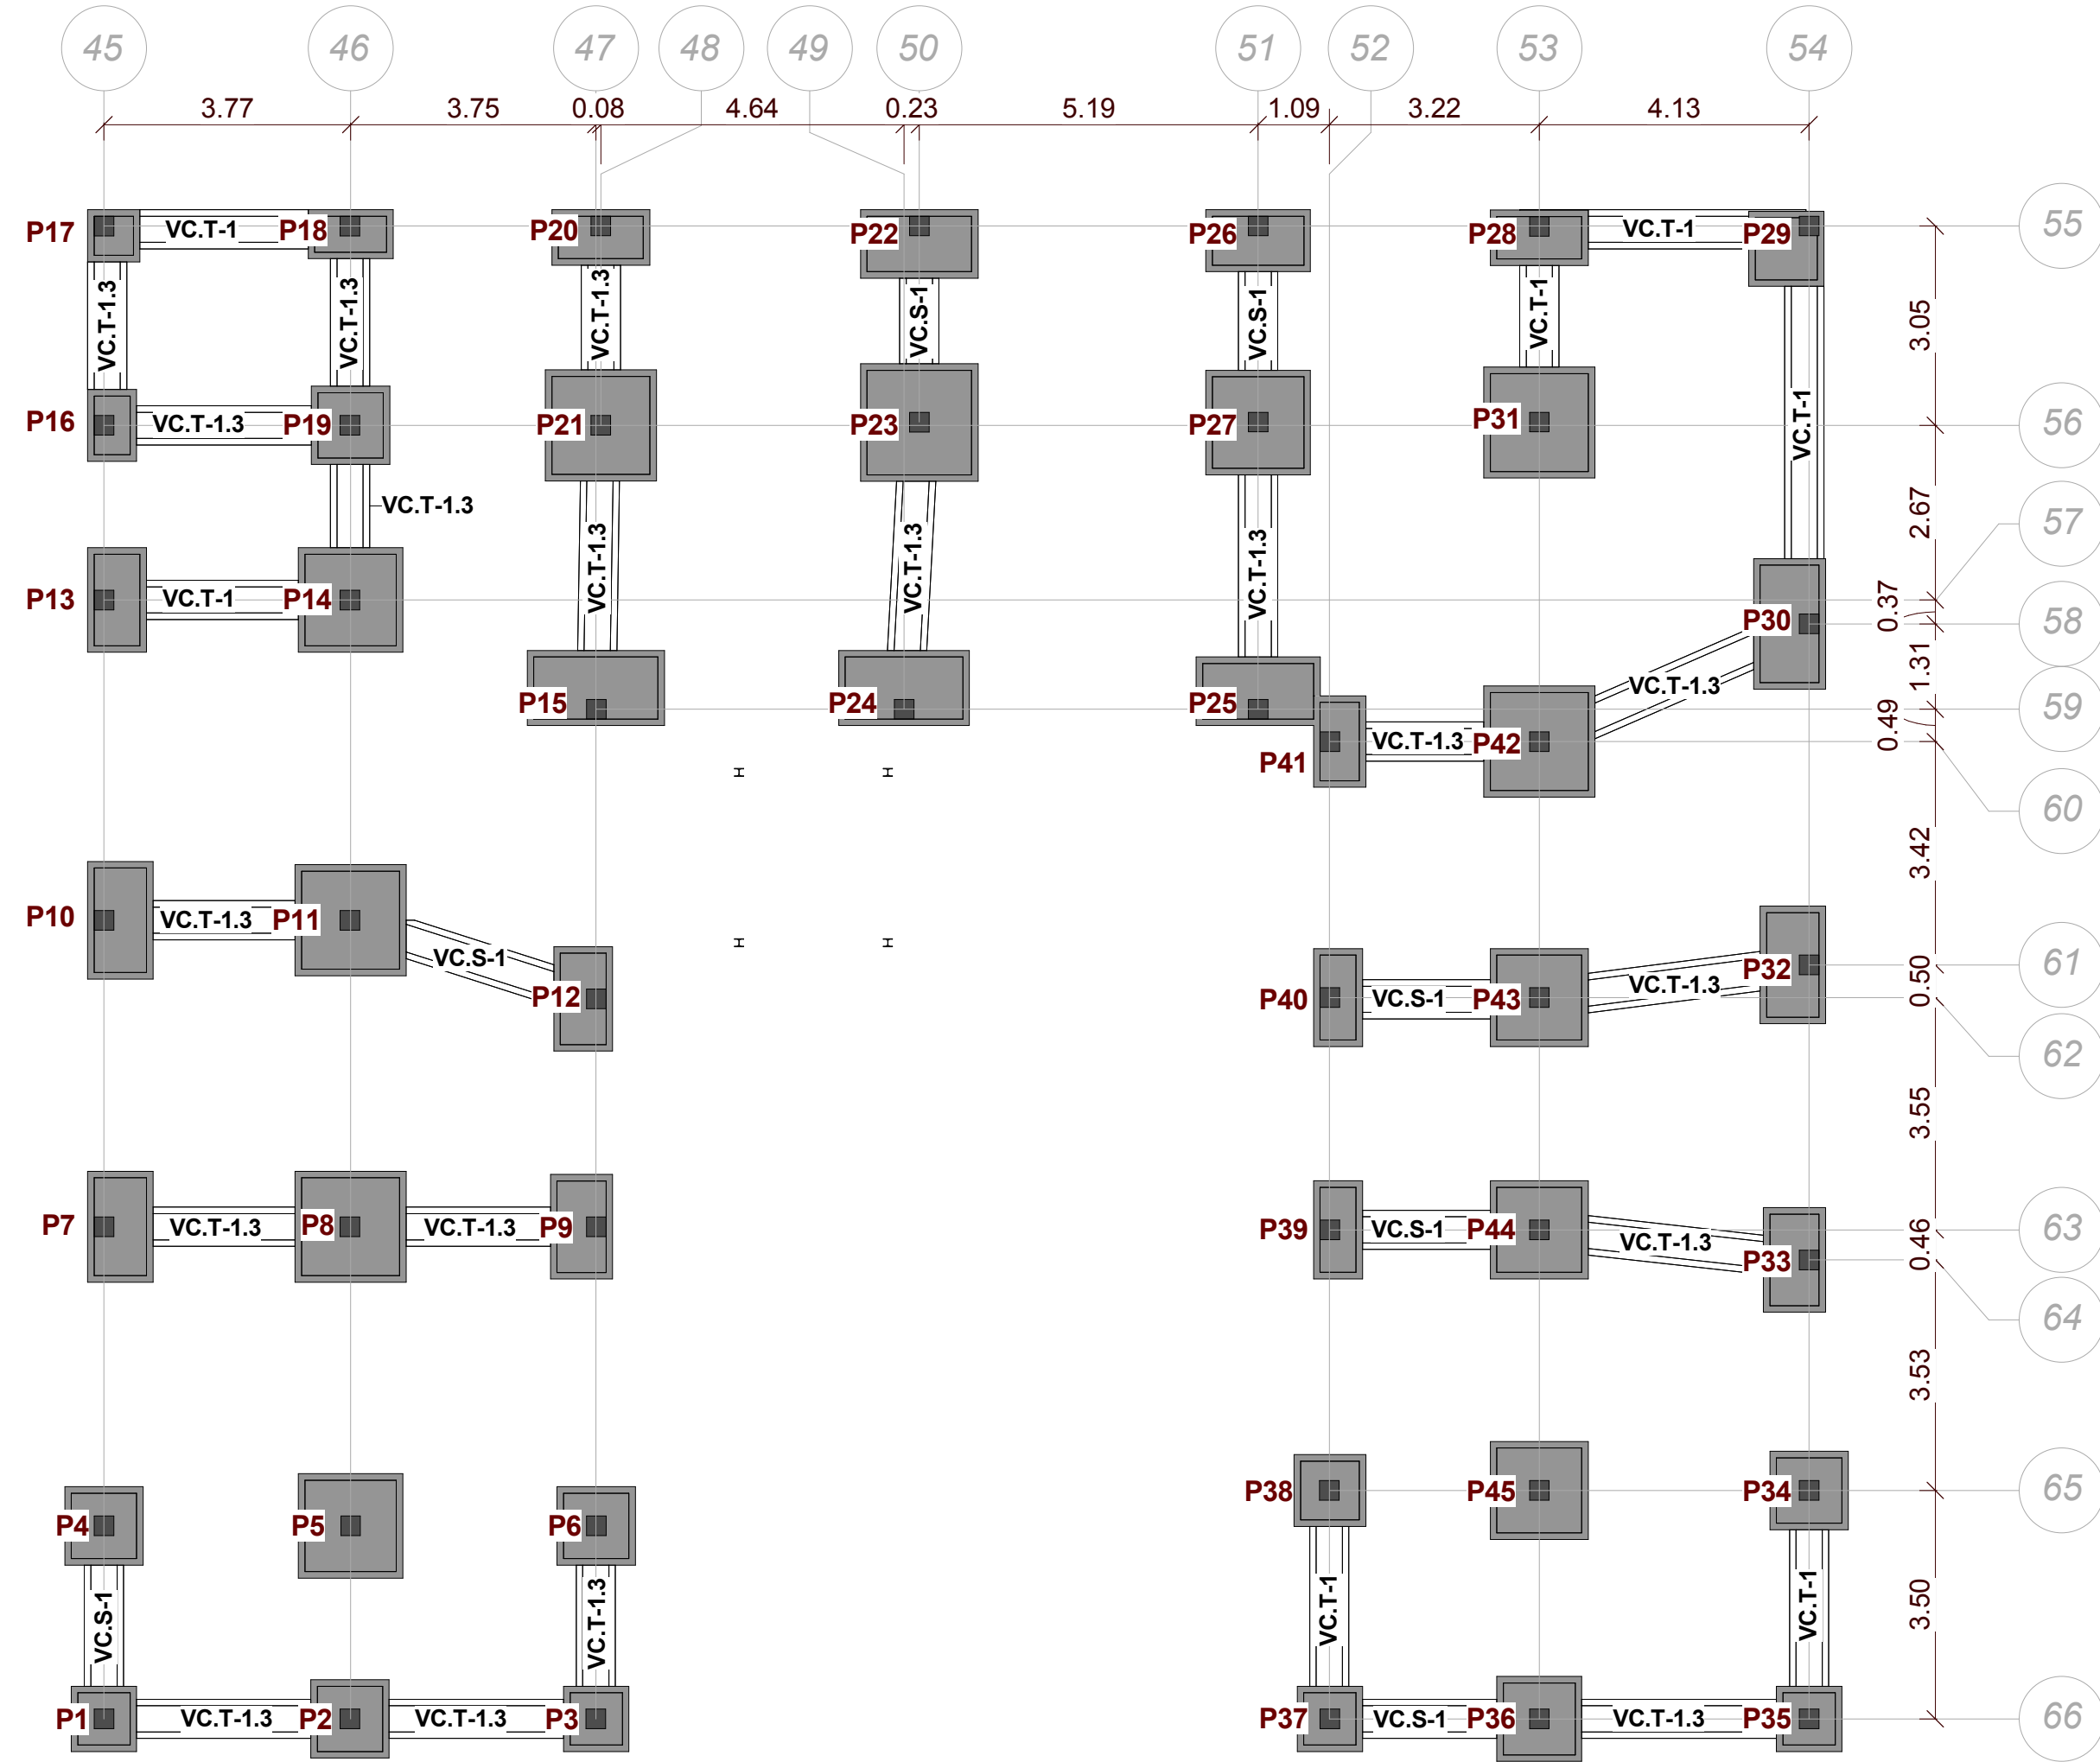 45 46 47 48 49 50 51 52 53 54
3.77 3.75 0.08 4.64 0.23 5.19 1.09 3.22 4.13
P17 VC.T-1 P18 P20 P22 P26 P28 VC.T-1 P29 55
VC.T-1.3 VC.T-1.3 VC.T-1.3 VC.S-1 VC.S-1 VC.T-1 3.05
P16 VC.T-1.3 P19 P21 P23 P27 P31 VC.T-1 56
VC.T-1.3 2.67 57
VC.T-1.3 VC.T-1.3 VC.T-1.3
P13 VC.T-1 P14 P30 0.37 58
1.31
P15 P24 P25 VC.T-1.3 59
P41 VC.T-1.3 P42 0.49
60
3.42
P10 VC.T-1.3 P11
VC.S-1 P32 61
P12 P40 VC.S-1 P43 VC.T-1.3 0.50
62
3.55
P7 VC.T-1.3 P8 VC.T-1.3 P9 P39 VC.S-1 P44 VC.T-1.3 63
P33 0.46
64
3.53
P38 P45 P34 65
P4 P5 P6
VC.S-1 VC.T-1.3 VC.T-1 VC.T-1 3.50
P1 VC.T-1.3 P2 VC.T-1.3 P3 P37 VC.S-1 P36 VC.T-1.3 P35 66